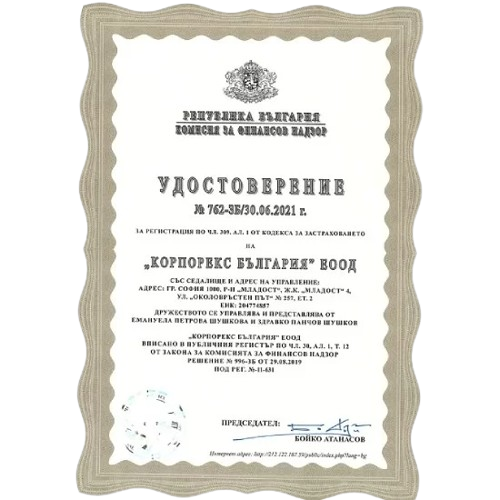 РЕПУБЛИКА БЪЛГАРИЯ
КОМИСИЯ ЗА ФИНАНСОВ НАДЗОР
УДОСТОВЕРЕНИЕ
№ 762-ЗБ/30.06.2021 г.
ЗА РЕГИСТРАЦИЯ ПО ЧЛ. 309, АЛ. 1 ОТ КОДЕКСА ЗА ЗАСТРАХОВАНЕТО
НА
„КОРПОРЕКС БЪЛГАРИЯ" ЕООД
СЪС СЕДАЛИЩЕ И АДРЕС НА УПРАВЛЕНИЕ:
АДРЕС: ГР. СОФИЯ 1000, Р-Н „МЛАДОСТ", Ж.К. „МЛАДОСТ" 4,
УЛ. „ОКОЛОВРЪСТЕН ПЪТ" № 257, ЕТ. 2
ЕИК: 204774887
ДРУЖЕСТВОТО СЕ УПРАВЛЯВА И ПРЕДСТАВЛЯВА ОТ
ЕМАНУЕЛА ПЕТРОВА ШУШКОВА И ЗДРАВКО ПАНЧОВ ШУШКОВ
„КОРПОРЕКС БЪЛГАРИЯ" ЕООД
ВПИСАНО В ПУБЛИЧНИЯ РЕГИСТЪР ПО ЧЛ. 30, АЛ. 1, Т. 12
ОТ ЗАКОНА ЗА КОМИСИЯТА ЗА ФИНАНСОВ НАДЗОР
РЕШЕНИЕ № 996-ЗБ ОТ 29.08.2019
ПОД РЕГ. №-11-631
ПРЕДСЕДАТЕЛ:
БОЙКО АТАНАСОВ
Интернет адрес: http://212.122.187.59/public/index.php?lang=bg